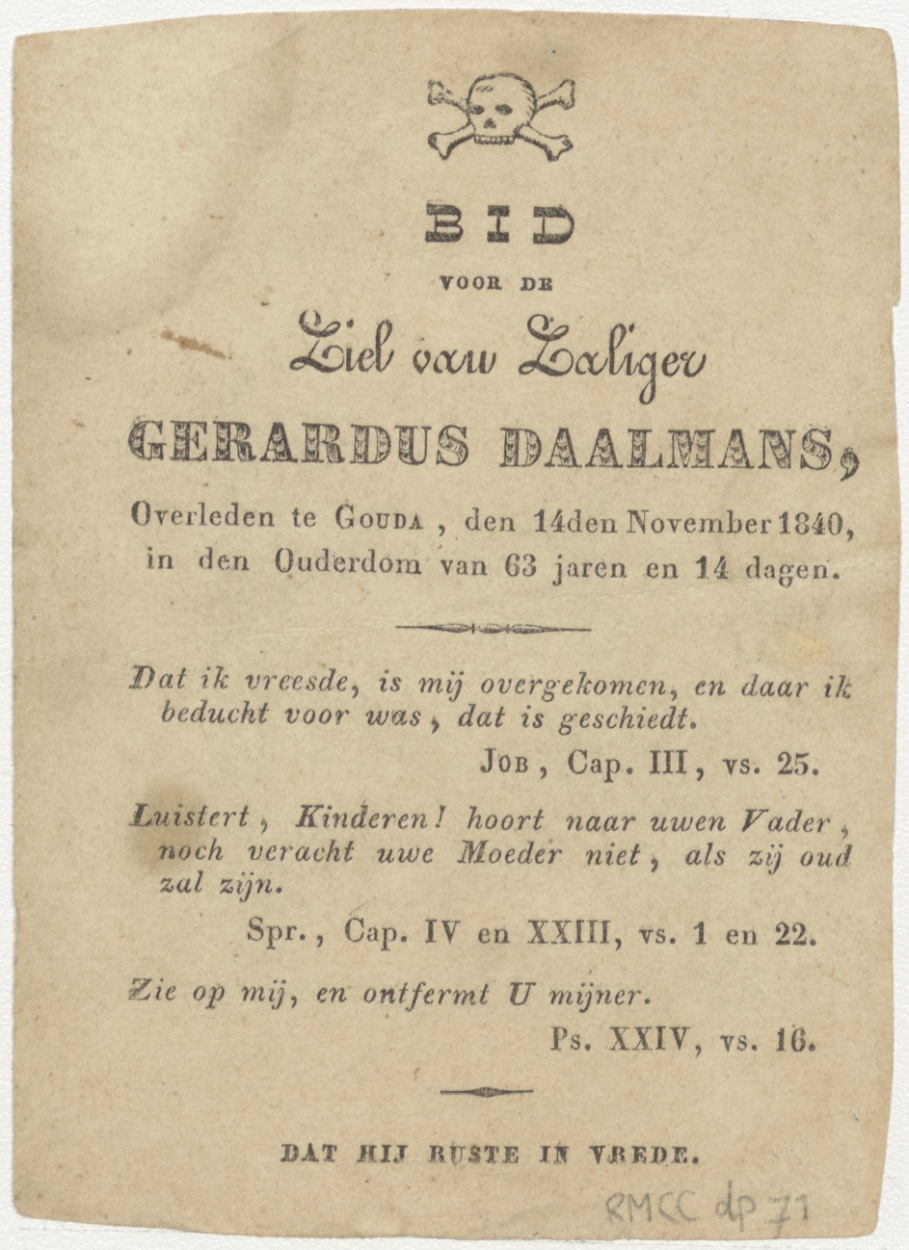 BID
VOOR DE
Ziel van Zaliger
GERARDUS DAALMANS,
Overleden te GOUDA, den 14den November 1840,
in den Ouderdom van 63 jaren en 14 dagen.
Dat ik vreesde, is mij overgekomen, en daar ik
beducht voor was, dat is geschiedt.
JOB, Cap. III, vs. 25.
Luistert, Kinderen! hoort naar uwen Vader,
noch veracht uwe Moeder niet, als zij oud
zal zijn.
Spr., Cap. IV en XXIII, vs. 1 en 22.
Zie op mij, en ontfermt U mijner.
Ps. XXIV, vs. 16.
DAT HIJ RUSTE IN VREDE.
RMCC dp 71